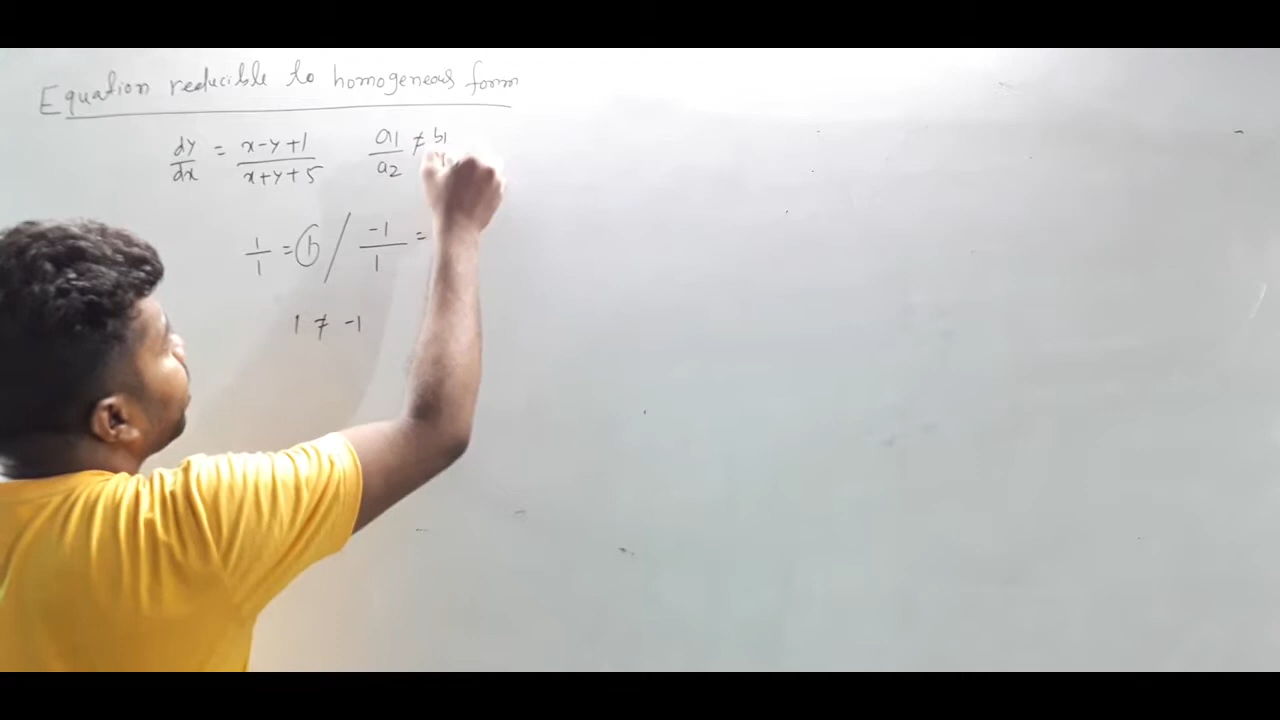 Equation reducible to homogeneous form
dy/dx = x-y+1/x+y+5 a1/a2 ≠ b1
1/1 = 1 / -1/1 =
1 ≠ -1